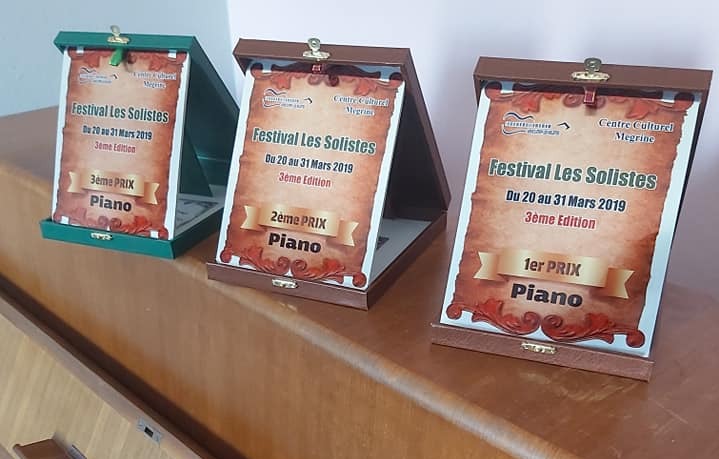 Centre Culturel
Megrine
Festival Les Solistes
Du 20 au 31 Mars 2019
3ème Edition
3ème PRIX
Piano
Centre Culturel
Megrine
Festival Les Solistes
Du 20 au 31 Mars 2019
3ème Edition
2ème PRIX
Piano
Centre Culturel
Megrine
Festival Les Solistes
Du 20 au 31 Mars 2019
3ème Edition
1er PRIX
Piano